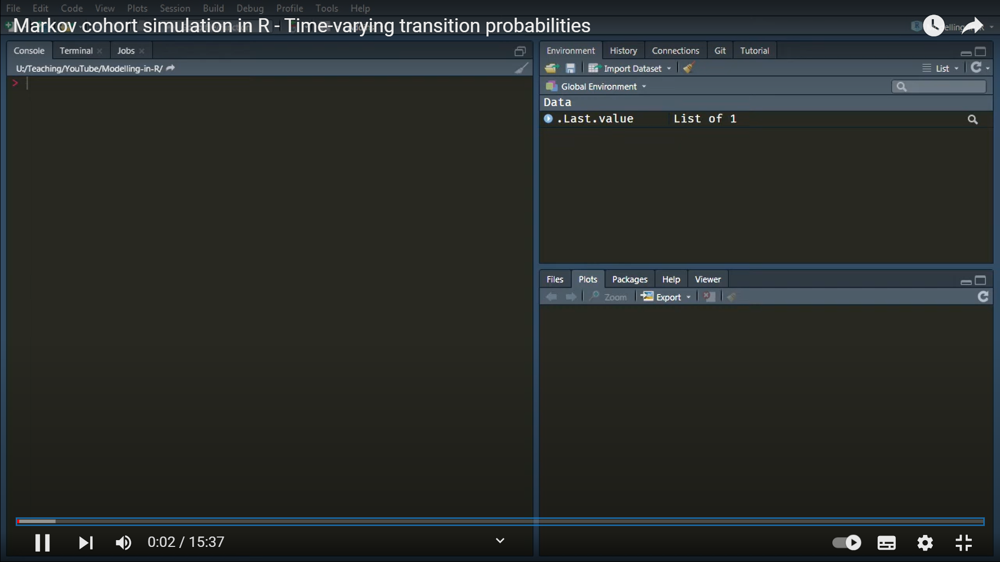 File Edit Code View Plots Session Build Debug Profile Tools Help
Markov cohort simulation in R - Time-varying transition probabilities
Console Terminal Jobs
Environment History Connections Git Tutorial
U:/Teaching/YouTube/Modelling-in-R/
Import Dataset List
Global Environment
Data
>
.Last.value List of 1
Files Plots Packages Help Viewer
Zoom Export
0:02 / 15:37